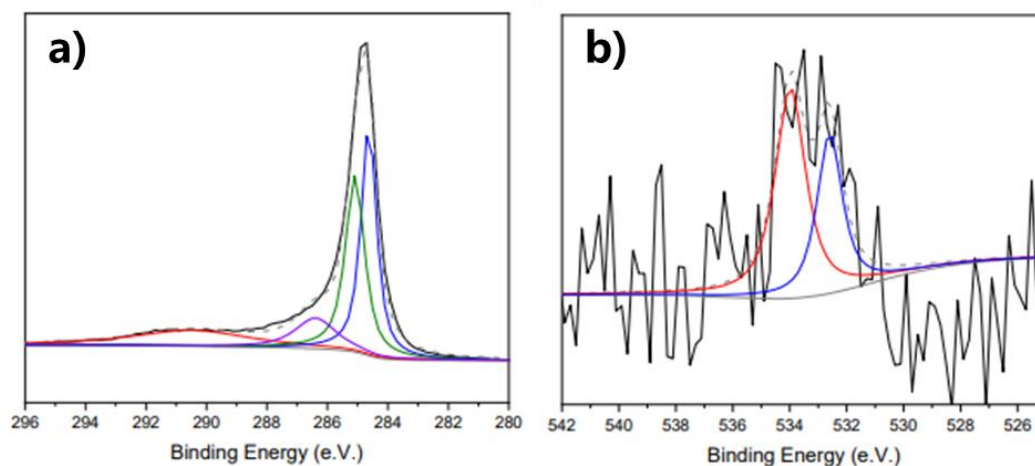 a)
b)
296 294 292 290 288 286 284 282 280
542 540 538 536 534 532 530 528 526
Binding Energy (e.V.)
Binding Energy (e.V.)